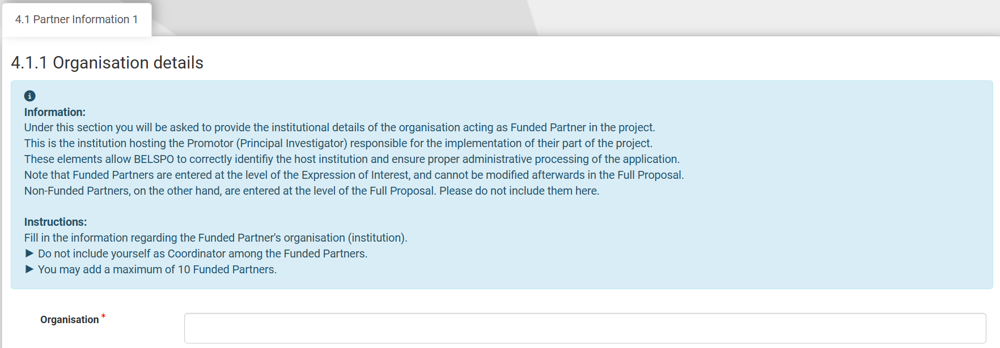 4.1 Partner Information 1
4.1.1 Organisation details
Information:
Under this section you will be asked to provide the institutional details of the organisation acting as Funded Partner in the project.
This is the institution hosting the Promotor (Principal Investigator) responsible for the implementation of their part of the project.
These elements allow BELSPO to correctly identifiy the host institution and ensure proper administrative processing of the application.
Note that Funded Partners are entered at the level of the Expression of Interest, and cannot be modified afterwards in the Full Proposal.
Non-Funded Partners, on the other hand, are entered at the level of the Full Proposal. Please do not include them here.
Instructions:
Fill in the information regarding the Funded Partner's organisation (institution).
► Do not include yourself as Coordinator among the Funded Partners.
► You may add a maximum of 10 Funded Partners.
Organisation *